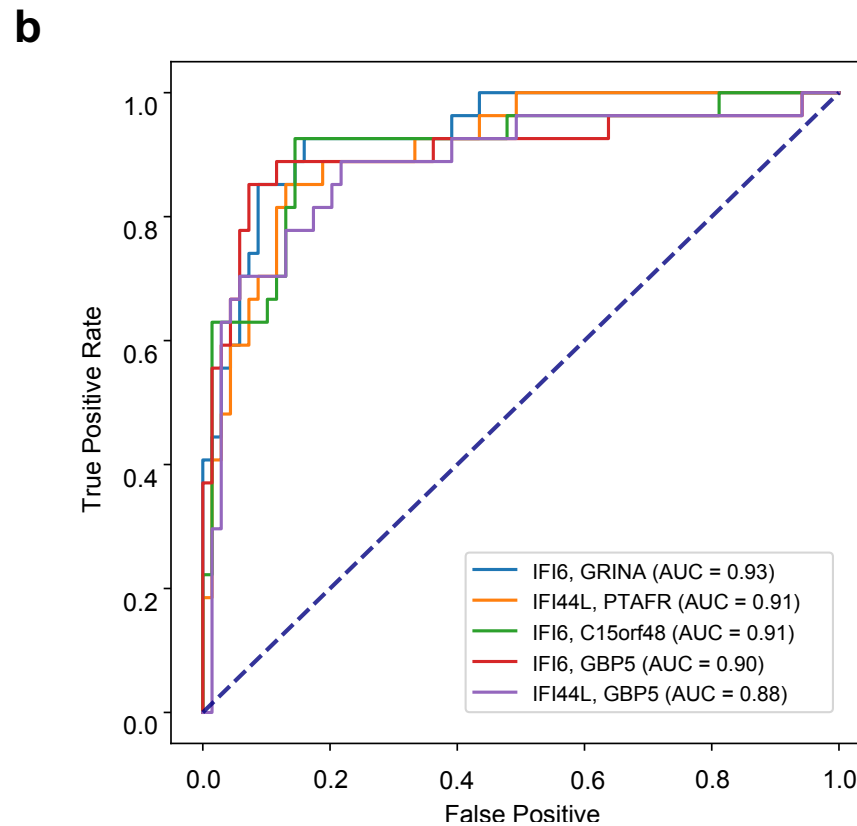 b
1.0
0.8
0.6
0.4
0.2
0.0
True Positive Rate
IFI6, GRINA (AUC = 0.93)
IFI44L, PTAFR (AUC = 0.91)
IFI6, C15orf48 (AUC = 0.91)
IFI6, GBP5 (AUC = 0.90)
IFI44L, GBP5 (AUC = 0.88)
0.0 0.2 0.4 0.6 0.8 1.0
False Positive